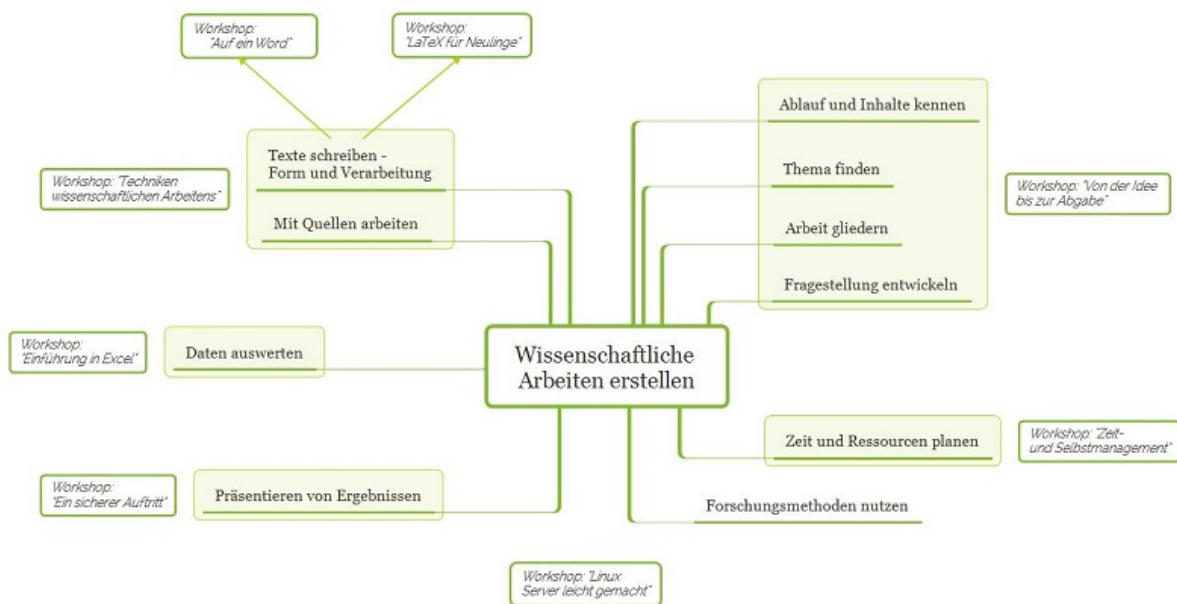 Workshop:
"Auf ein Word"
Workshop:
"LaTeX für Neulinge"
Texte schreiben -
Form und Verarbeitung
Mit Quellen arbeiten
Workshop: "Techniken
wissenschaftlichen Arbeitens"
Ablauf und Inhalte kennen
Thema finden
Arbeit gliedern
Fragestellung entwickeln
Workshop: "Von der Idee
bis zur Abgabe"
Workshop:
"Einführung in Excel"
Daten auswerten
Wissenschaftliche
Arbeiten erstellen
Zeit und Ressourcen planen
Workshop: "Zeit-
und Selbstmanagement"
Workshop:
"Ein sicherer Auftritt"
Präsentieren von Ergebnissen
Forschungsmethoden nutzen
Workshop: "Linux
Server leicht gemacht"